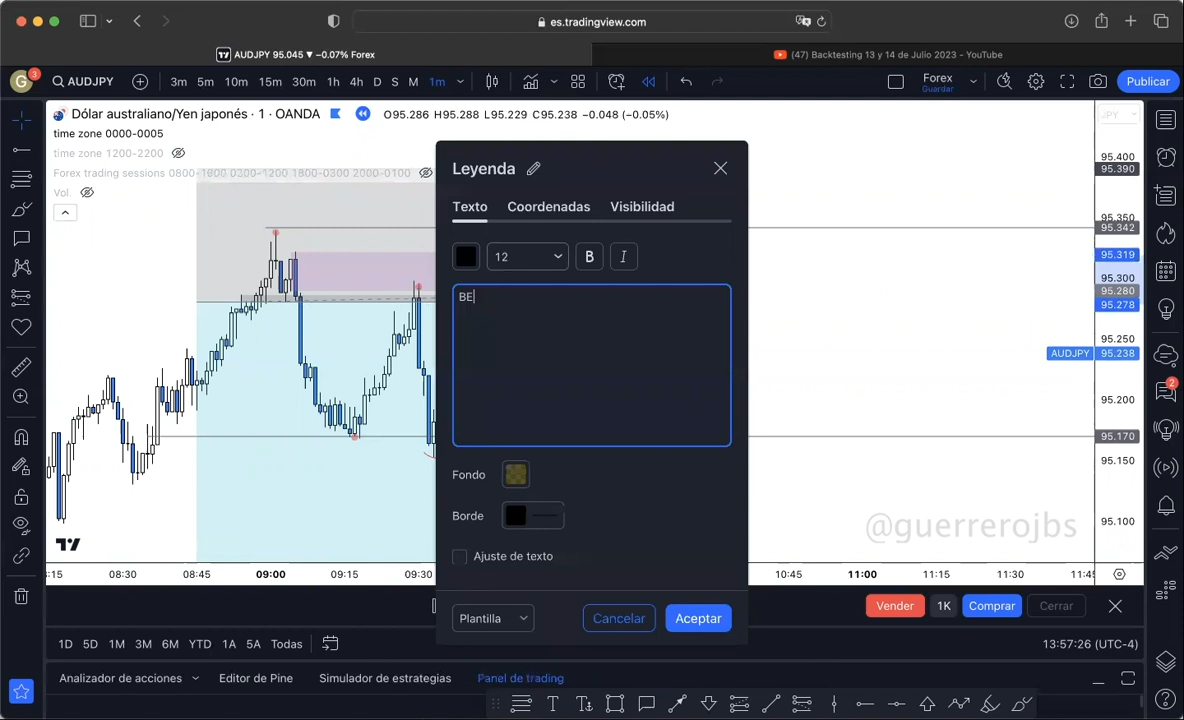 es.tradingview.com
AUDJPY 95.045 ▼ −0.07% Forex
(47) Backtesting 13 y 14 de Julio 2023 - YouTube
G 3
AUDJPY
3m 5m 10m 15m 30m 1h 4h D S M 1m
Forex
Guardar
Publicar
Dólar australiano/Yen japonés · 1 · OANDA
O95.286 H95.288 L95.229 C95.238 −0.048 (−0.05%)
JPY
time zone 0000-0005
time zone 1200-2200
Forex trading sessions 0800-1600 0300-1200 1800-0300 2000-0100
Vol.
Leyenda
Texto Coordenadas Visibilidad
12 B I
BE
Fondo
Borde
Ajuste de texto
Plantilla
Cancelar
Aceptar
95.400
95.390
95.350
95.342
95.319
95.300
95.280
95.278
95.250
AUDJPY 95.238
95.200
95.170
95.150
95.100
2
@guerrerojbs
:15 08:30 08:45 09:00 09:15 09:30 10:45 11:00 11:15 11:30 11:45
Vender 1K Comprar Cerrar
1D 5D 1M 3M 6M YTD 1A 5A Todas
13:57:26 (UTC-4)
Analizador de acciones Editor de Pine Simulador de estrategias Panel de trading